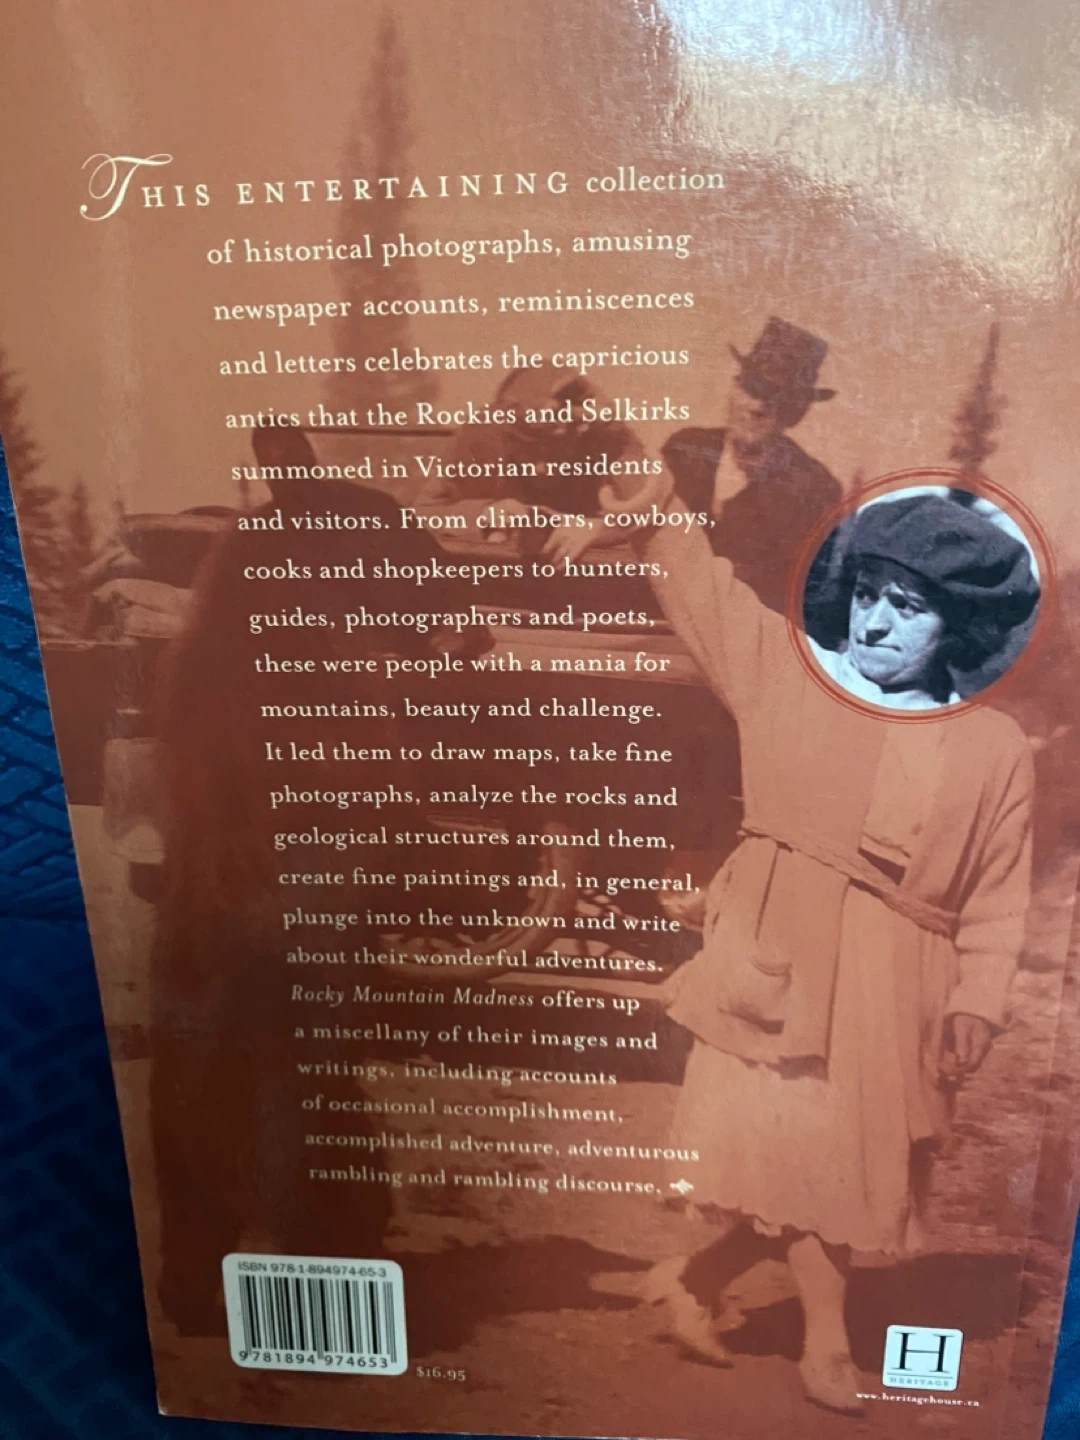 THIS ENTERTAINING collection
of historical photographs, amusing
newspaper accounts, reminiscences
and letters celebrates the capricious
antics that the Rockies and Selkirks
summoned in Victorian residents
and visitors. From climbers, cowboys,
cooks and shopkeepers to hunters,
guides, photographers and poets,
these were people with a mania for
mountains, beauty and challenge.
It led them to draw maps, take fine
photographs, analyze the rocks and
geological structures around them,
create fine paintings and, in general,
plunge into the unknown and write
about their wonderful adventures.
Rocky Mountain Madness offers up
a miscellany of their images and
writings, including accounts
of occasional accomplishment,
accomplished adventure, adventurous
rambling and rambling discourse.
ISBN 978-1-894974-65-3
9 781894 974653
$16.95
H
HERITAGE
www.heritagehouse.ca